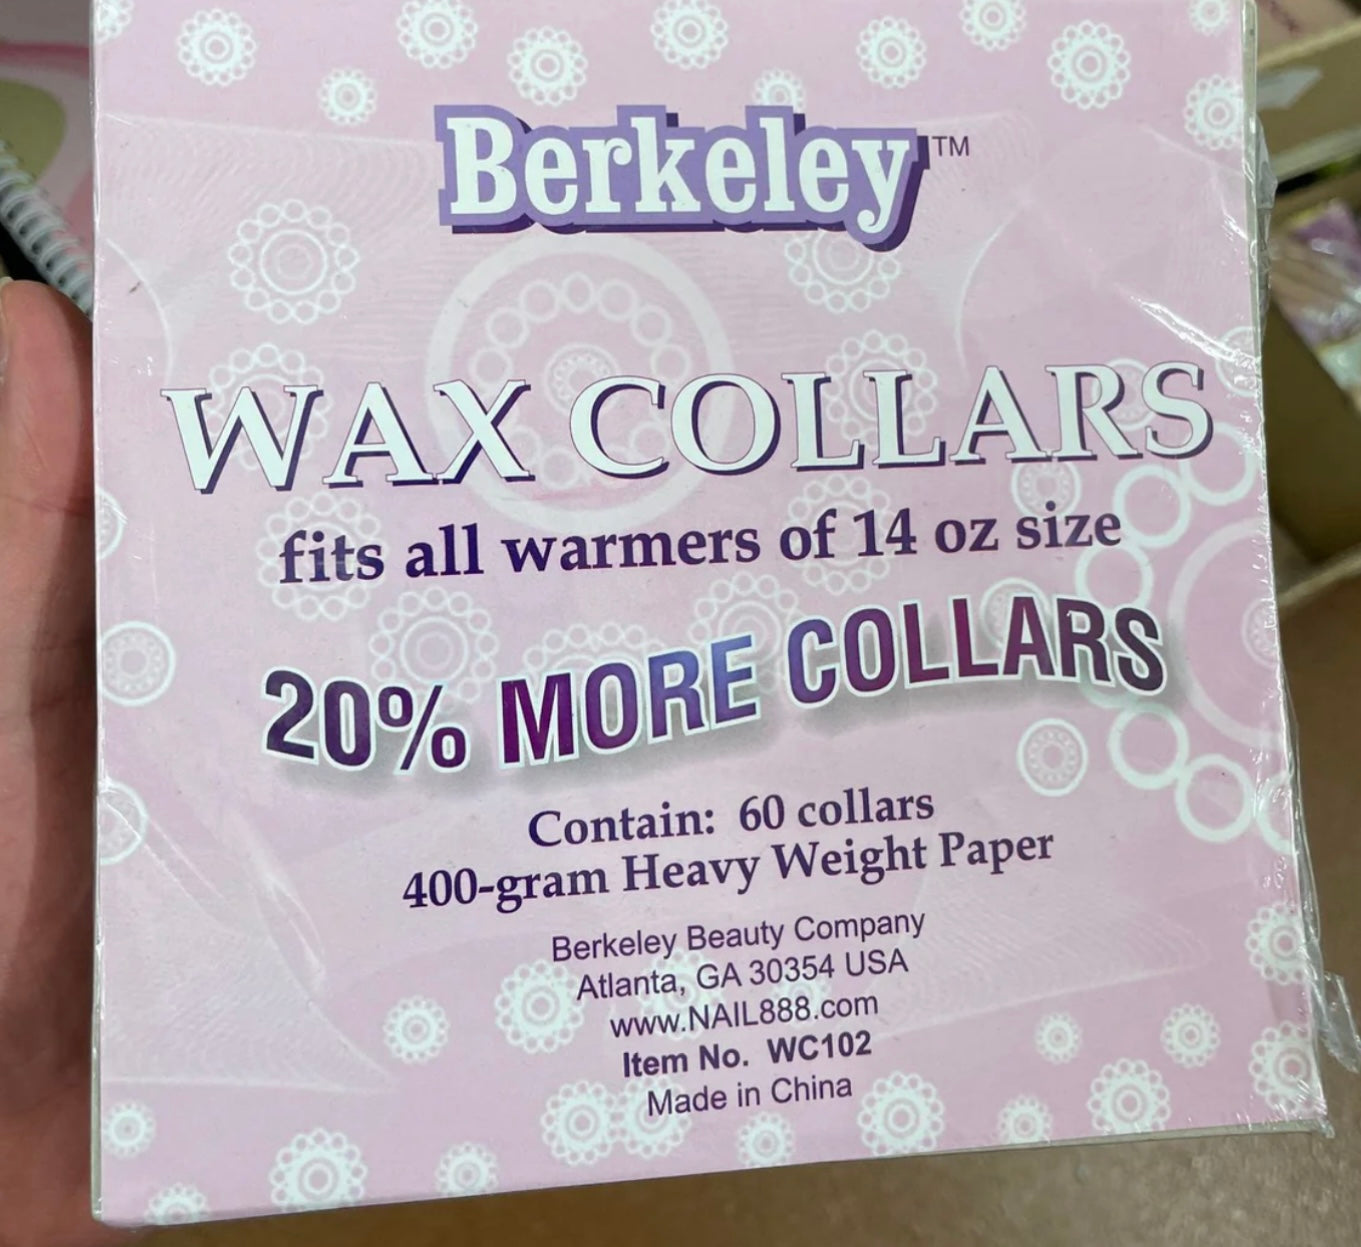 Berkeley™
WAX COLLARS
fits all warmers of 14 oz size
20% MORE COLLARS
Contain: 60 collars
400-gram Heavy Weight Paper
Berkeley Beauty Company
Atlanta, GA 30354 USA
www.NAIL888.com
Item No. WC102
Made in China